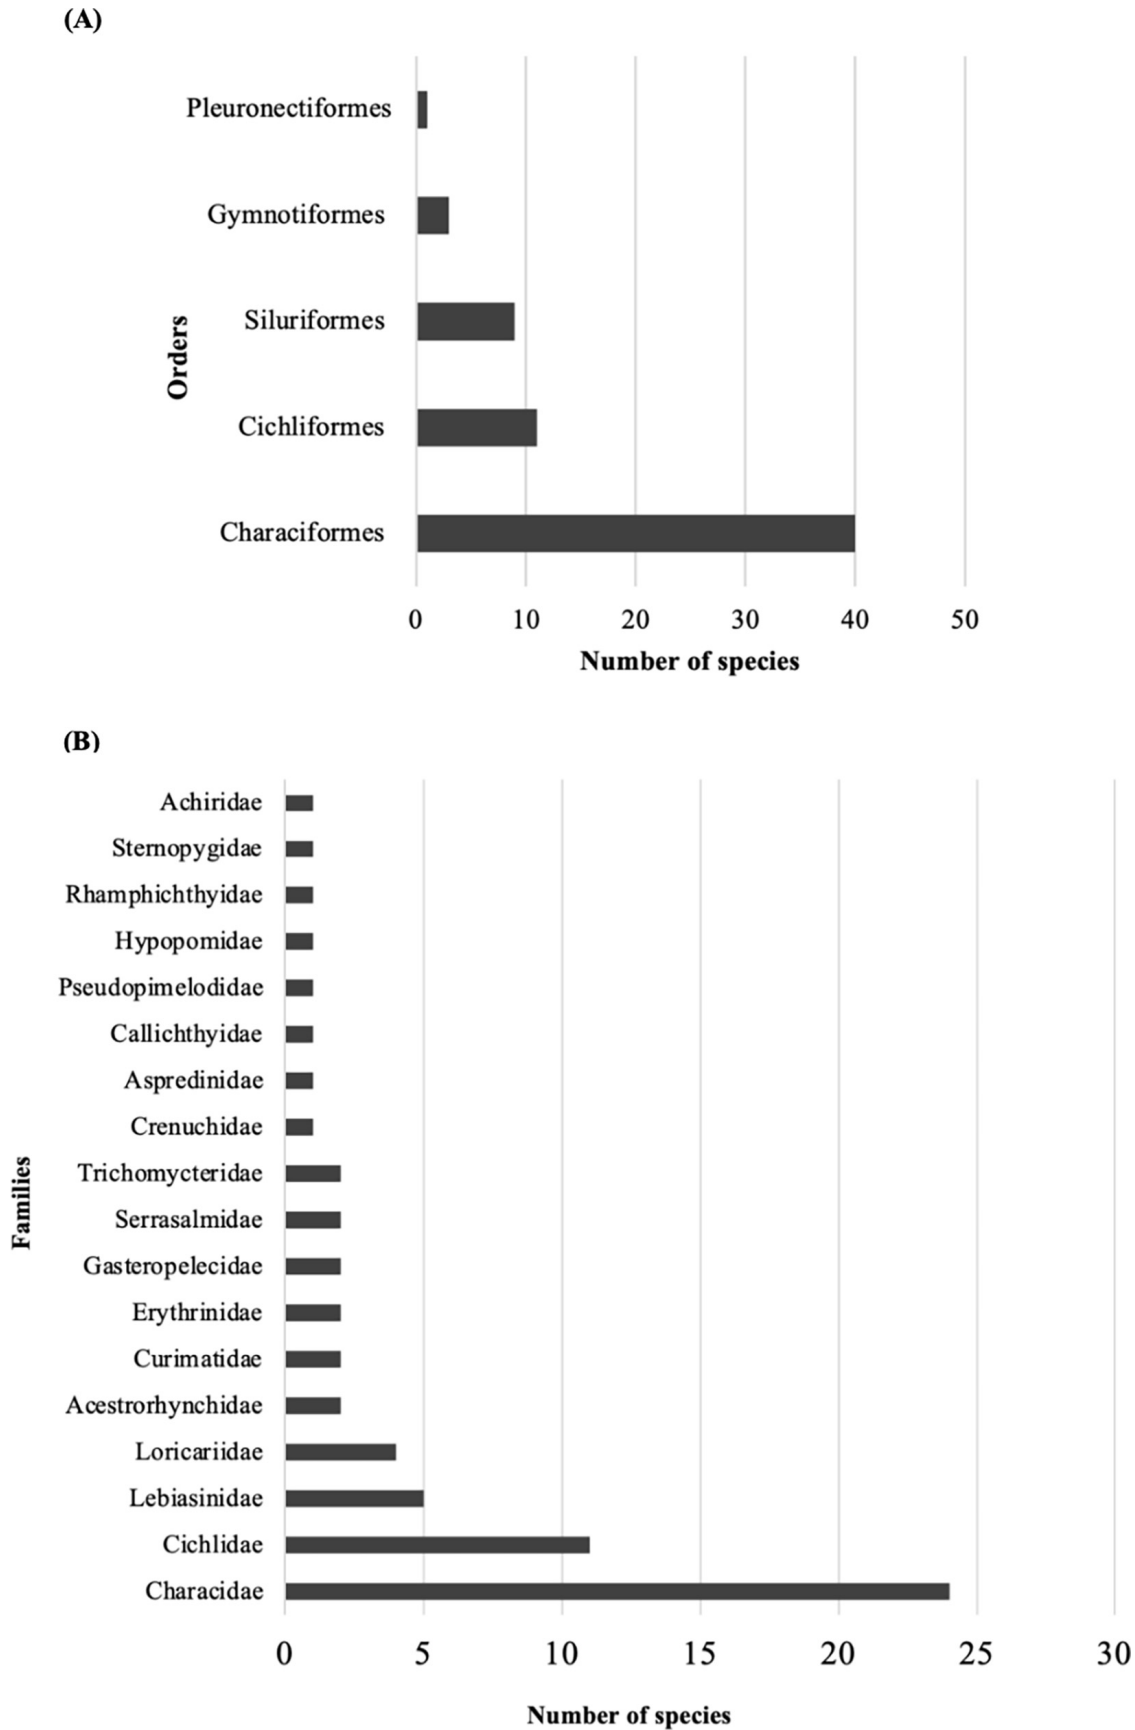 (A)
Pleuronectiformes
Gymnotiformes
Siluriformes
Cichliformes
Characiformes
Orders
0 10 20 30 40 50
Number of species
(B)
Achiridae
Sternopygidae
Rhamphichthyidae
Hypopomidae
Pseudopimelodidae
Callichthyidae
Aspredinidae
Crenuchidae
Trichomycteridae
Serrasalmidae
Gasteropelecidae
Erythrinidae
Curimatidae
Acestrorhynchidae
Loricariidae
Lebiasinidae
Cichlidae
Characidae
Families
0 5 10 15 20 25 30
Number of species